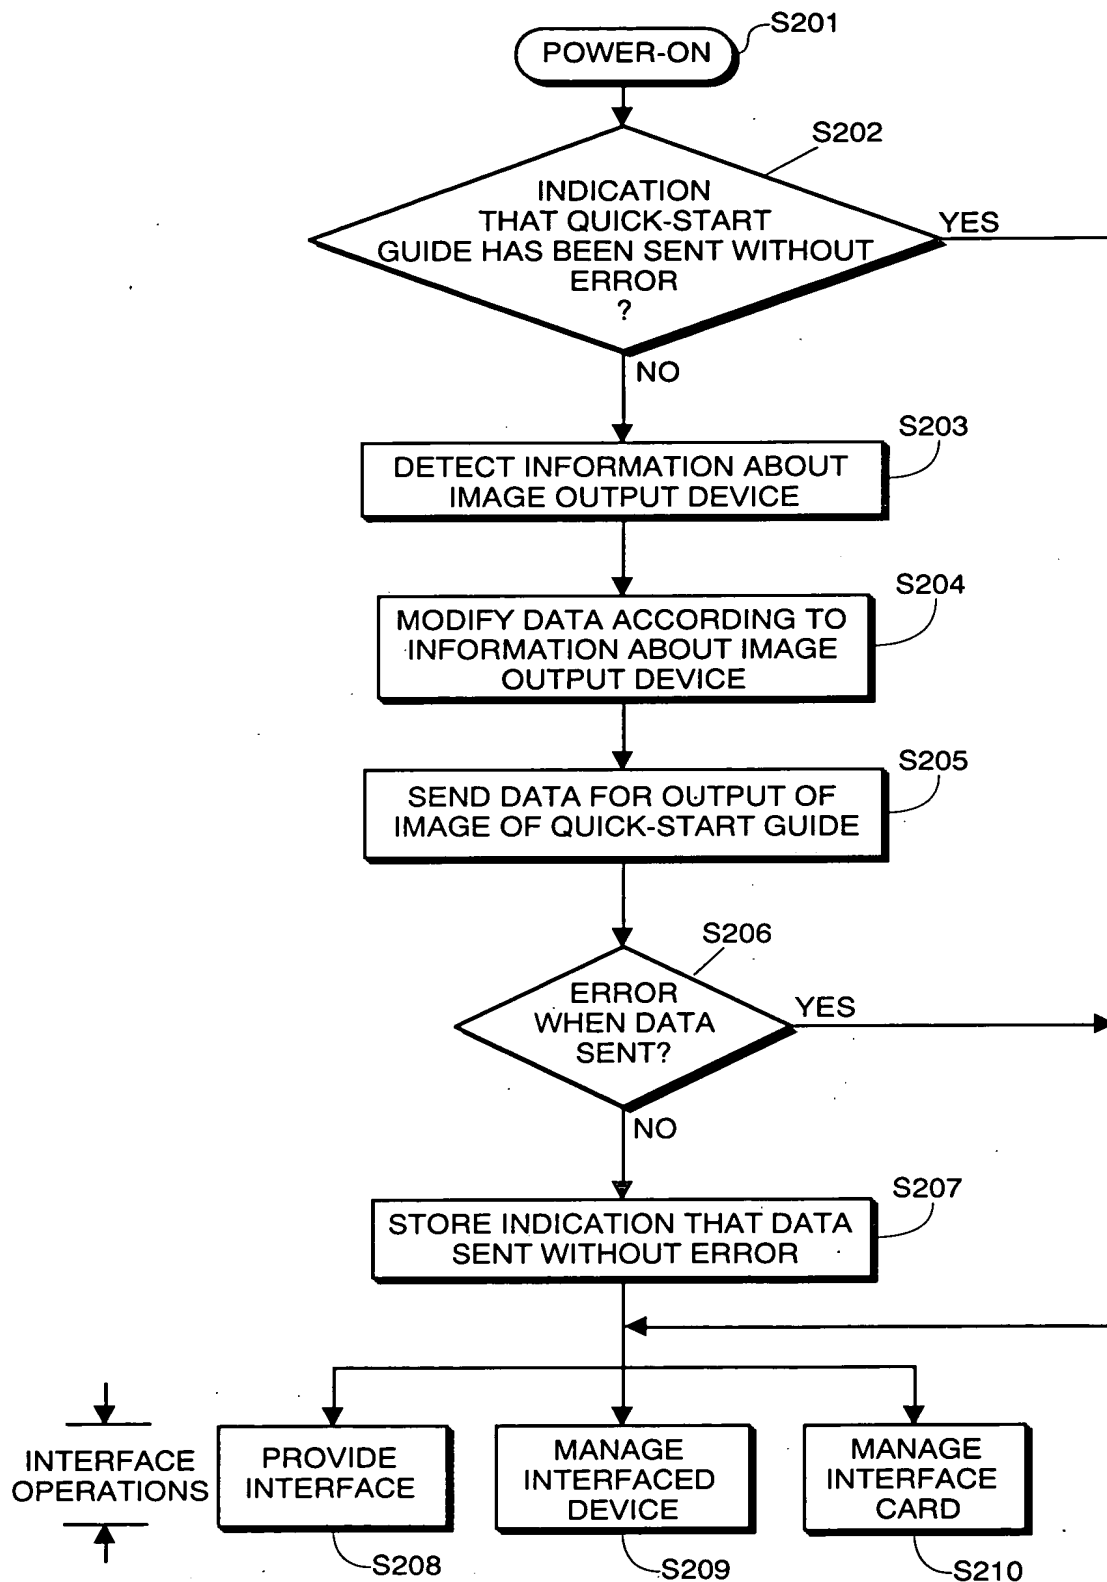 S201
POWER-ON
S202
INDICATION
THAT QUICK-START
GUIDE HAS BEEN SENT WITHOUT
ERROR
?
YES
NO
S203
DETECT INFORMATION ABOUT
IMAGE OUTPUT DEVICE
S204
MODIFY DATA ACCORDING TO
INFORMATION ABOUT IMAGE
OUTPUT DEVICE
S205
SEND DATA FOR OUTPUT OF
IMAGE OF QUICK-START GUIDE
S206
ERROR
WHEN DATA
SENT?
YES
NO
S207
STORE INDICATION THAT DATA
SENT WITHOUT ERROR
INTERFACE
OPERATIONS
PROVIDE
INTERFACE
S208
MANAGE
INTERFACED
DEVICE
S209
MANAGE
INTERFACE
CARD
S210